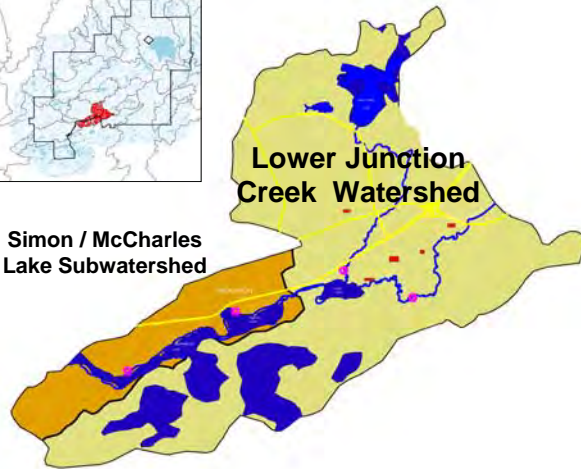 Lower Junction
Creek Watershed
Simon / McCharles
Lake Subwatershed